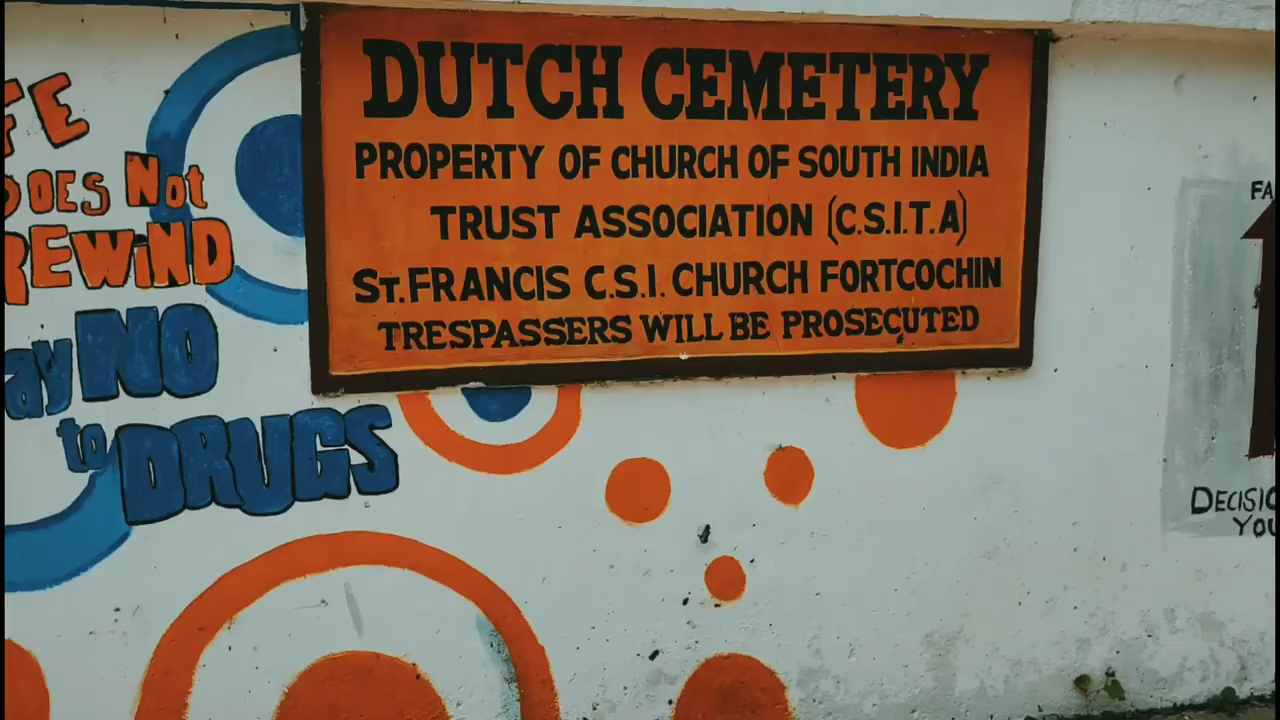 DUTCH CEMETERY
PROPERTY OF CHURCH OF SOUTH INDIA
TRUST ASSOCIATION (C.S.I.T.A)
ST. FRANCIS C.S.I. CHURCH FORTCOCHIN
TRESPASSERS WILL BE PROSECUTED
DOES NOT
REWIND
NO
to DRUGS